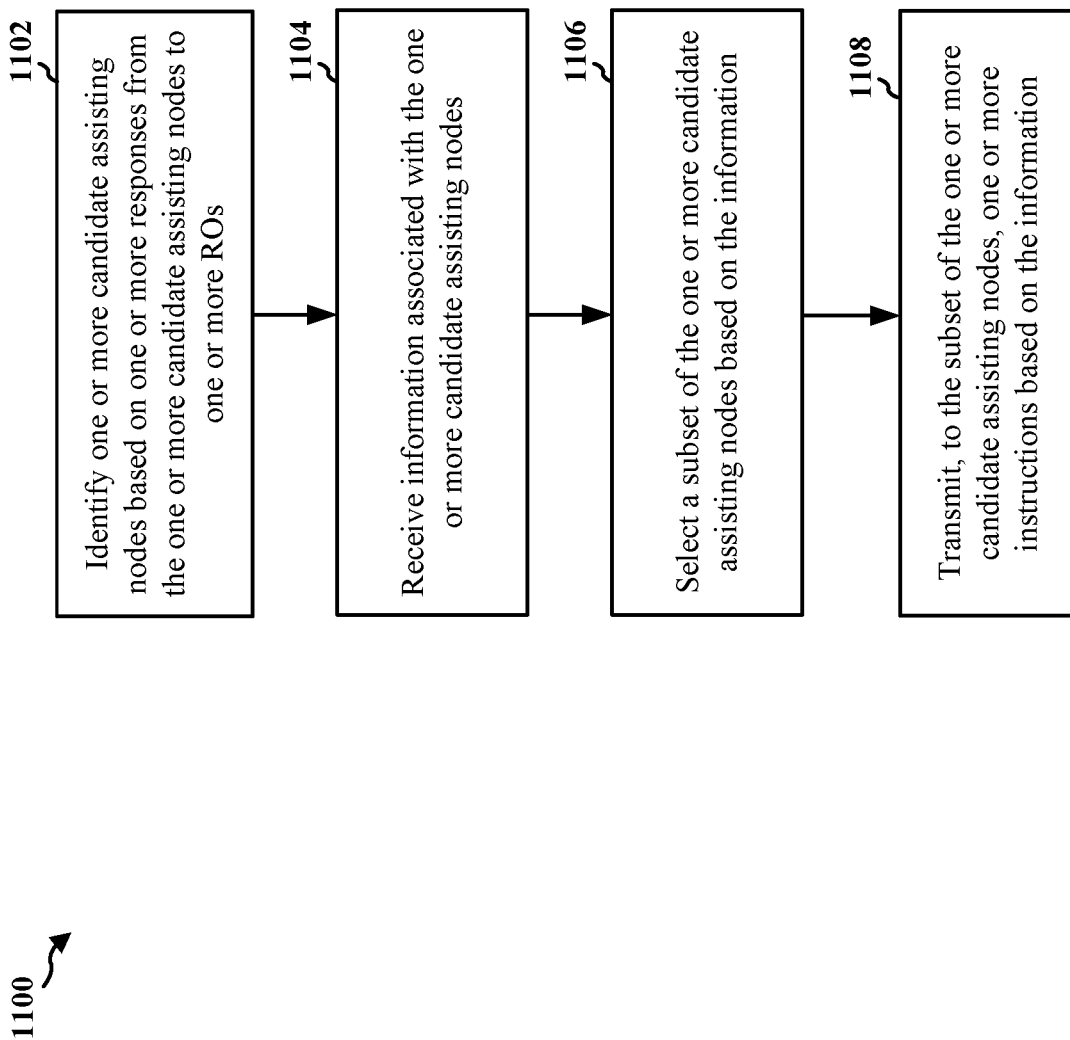 1100
1102
Identify one or more candidate assisting
nodes based on one or more responses from
the one or more candidate assisting nodes to
one or more ROs
1104
Receive information associated with the one
or more candidate assisting nodes
1106
Select a subset of the one or more candidate
assisting nodes based on the information
1108
Transmit, to the subset of the one or more
candidate assisting nodes, one or more
instructions based on the information